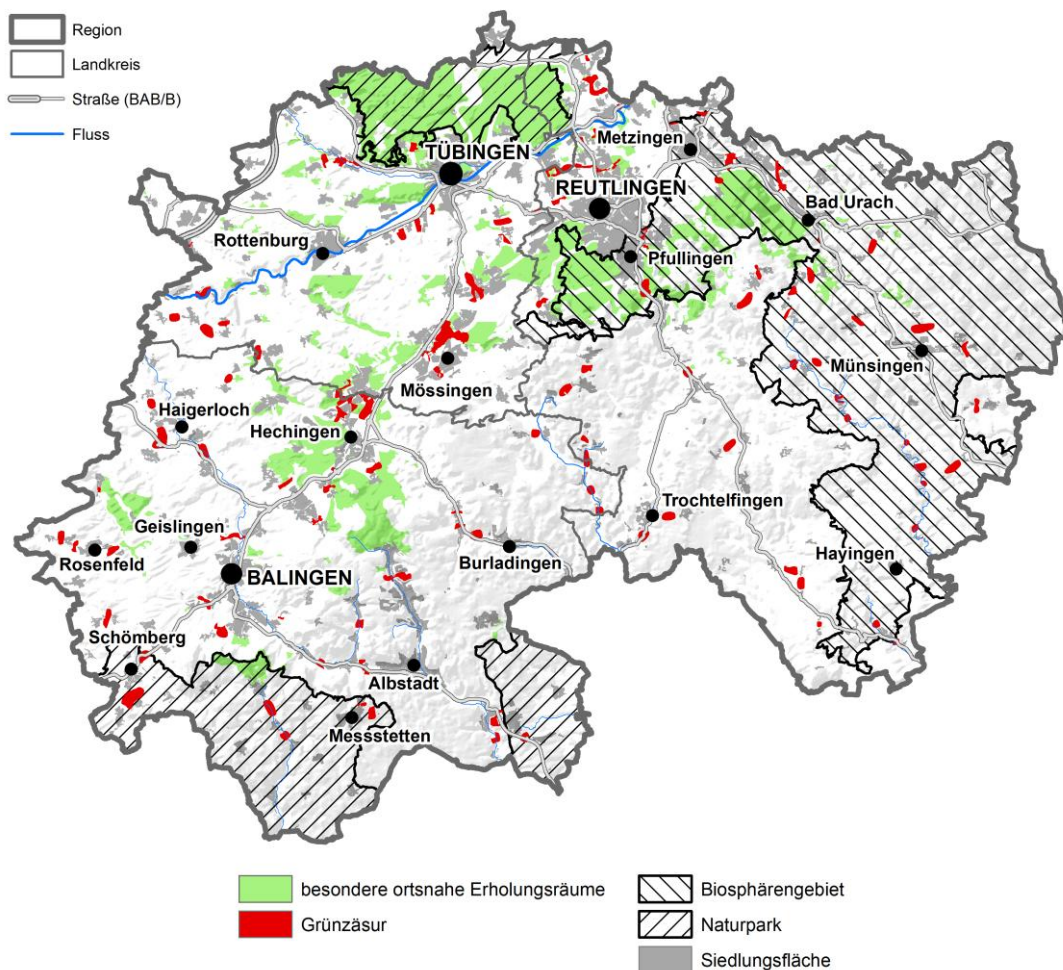 Region
Landkreis
Straße (BAB/B)
Fluss
Metzingen
TÜBINGEN
REUTLINGEN
Bad Urach
Rottenburg
Pfullingen
Münsingen
Mössingen
Haigerloch
Hechingen
Trochtelfingen
Geislingen
Rosenfeld
Burladingen
Hayingen
BALINGEN
Schömberg
Albstadt
Messstetten
besondere ortsnahe Erholungsräume
Grünzäsur
Biosphärengebiet
Naturpark
Siedlungsfläche